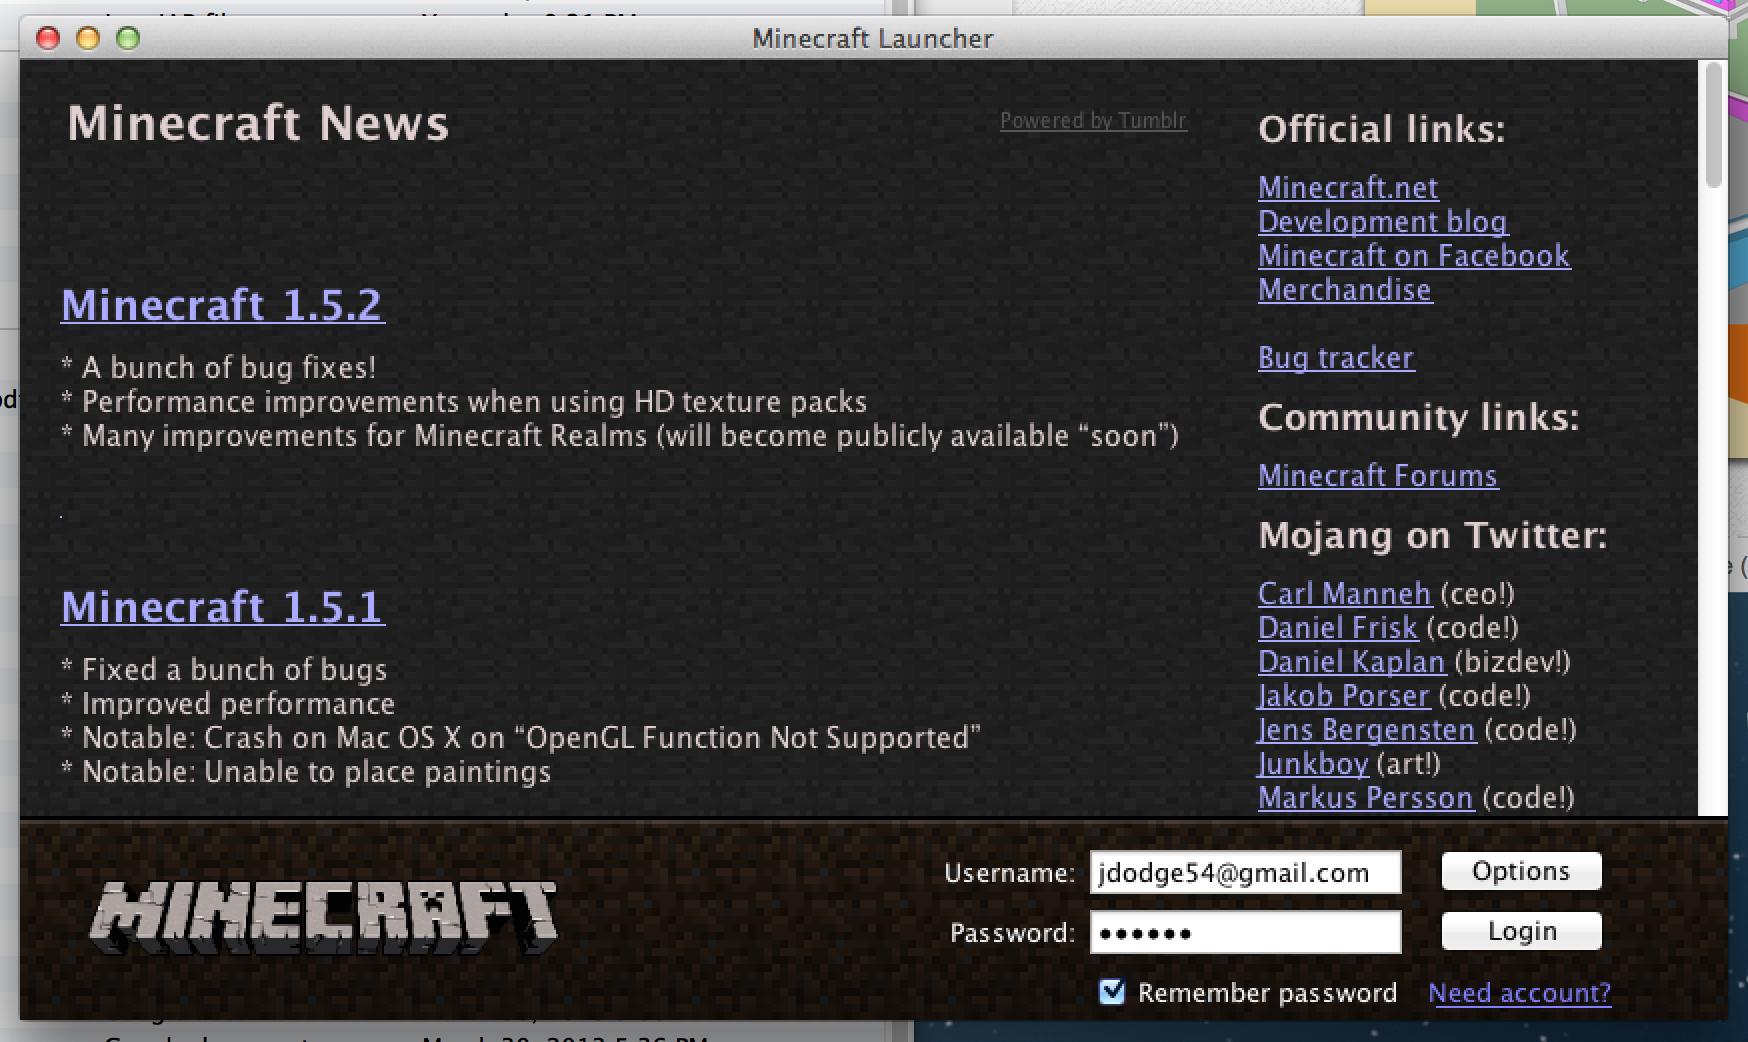 Minecraft Launcher
Minecraft News
Powered by Tumblr
Minecraft 1.5.2
* A bunch of bug fixes!
* Performance improvements when using HD texture packs
* Many improvements for Minecraft Realms (will become publicly available “soon”)
.
Minecraft 1.5.1
* Fixed a bunch of bugs
* Improved performance
* Notable: Crash on Mac OS X on “OpenGL Function Not Supported”
* Notable: Unable to place paintings
Official links:
Minecraft.net
Development blog
Minecraft on Facebook
Merchandise
Bug tracker
Community links:
Minecraft Forums
Mojang on Twitter:
Carl Manneh (ceo!)
Daniel Frisk (code!)
Daniel Kaplan (bizdev!)
Jakob Porser (code!)
Jens Bergensten (code!)
Junkboy (art!)
Markus Persson (code!)
MINECRAFT
Username: jdodge54@gmail.com Options
Password: •••••• Login
Remember password Need account?